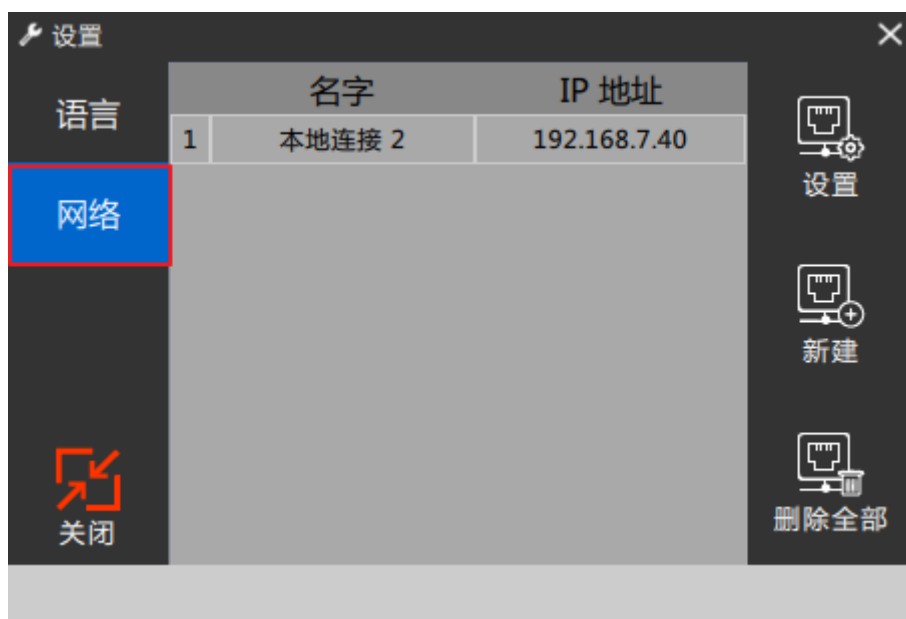 设置
语言
网络
关闭
名字 IP 地址
1 本地连接 2 192.168.7.40
设置
新建
删除全部